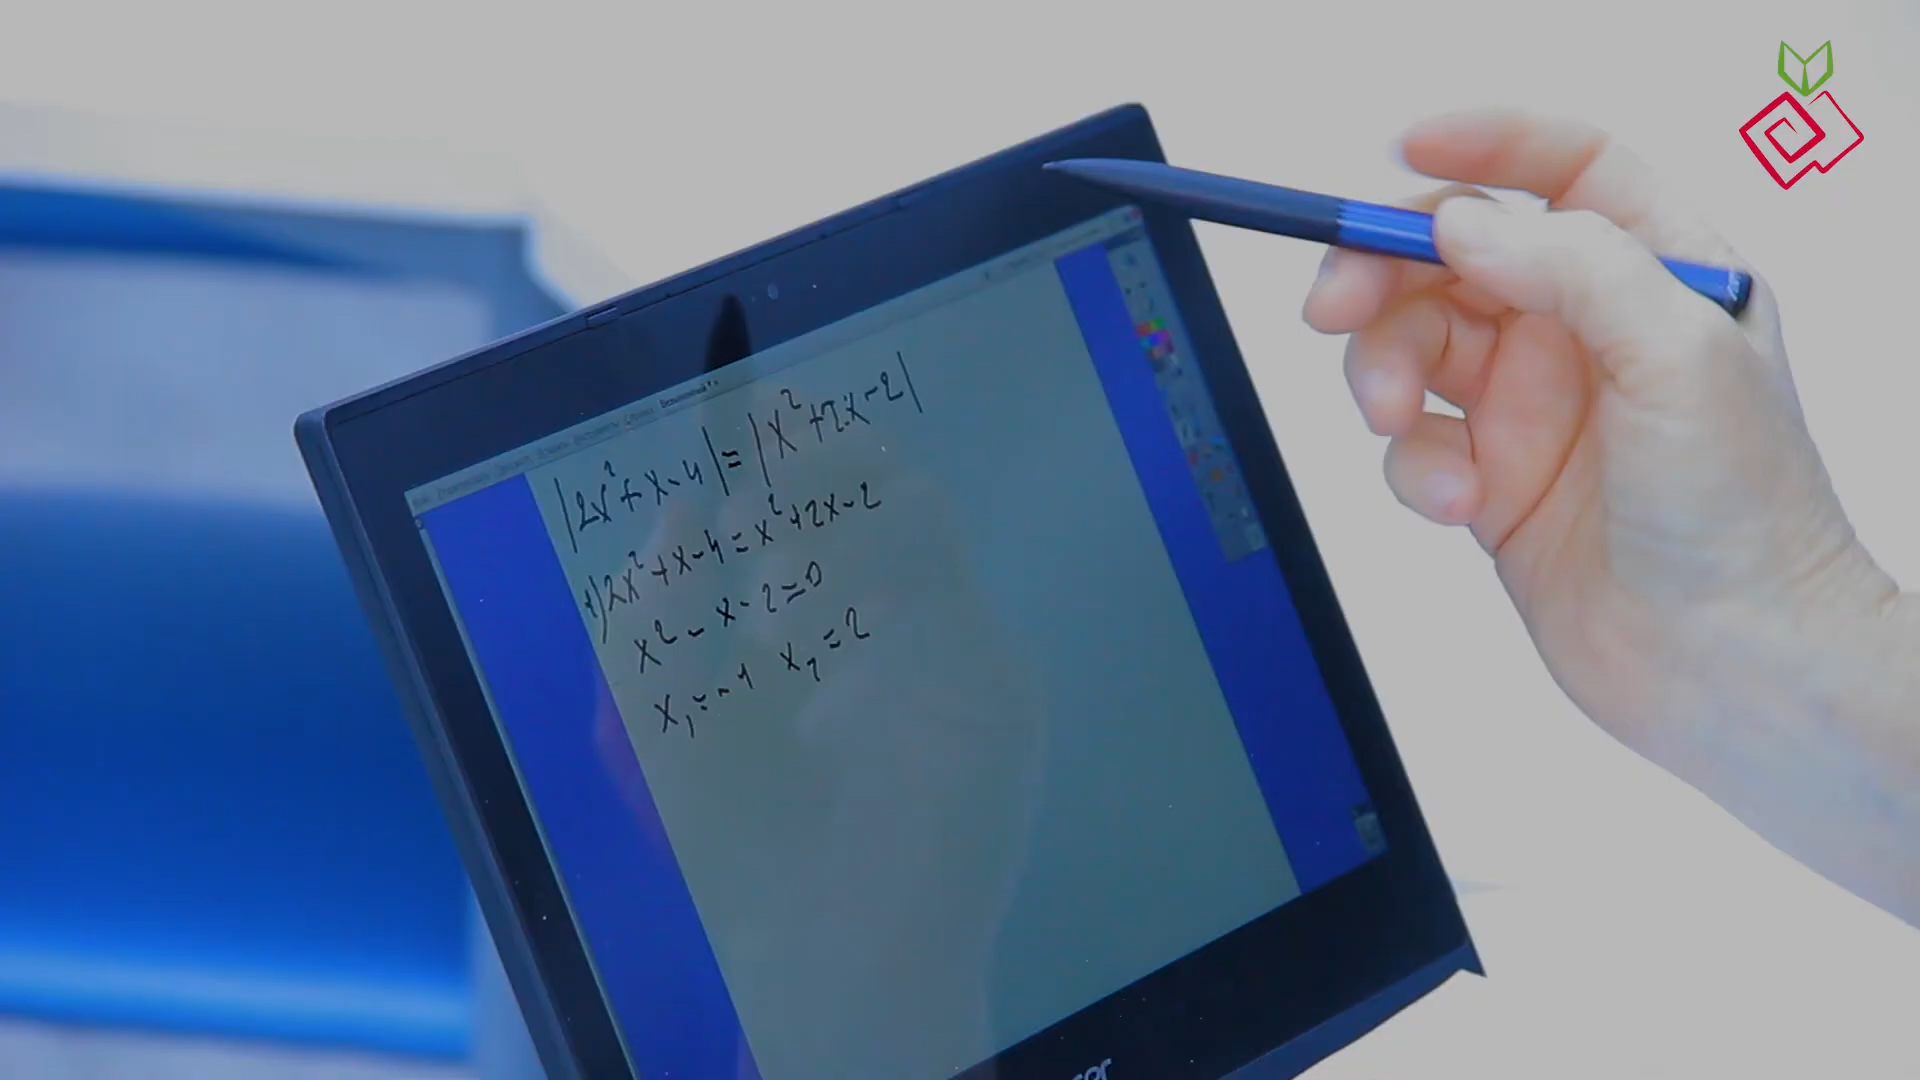 |2x²+x-4|=|x²+2x-2|
1) 2x²+x-4=x²+2x-2
x²-x-2=0
x₁=-1 x₂=2